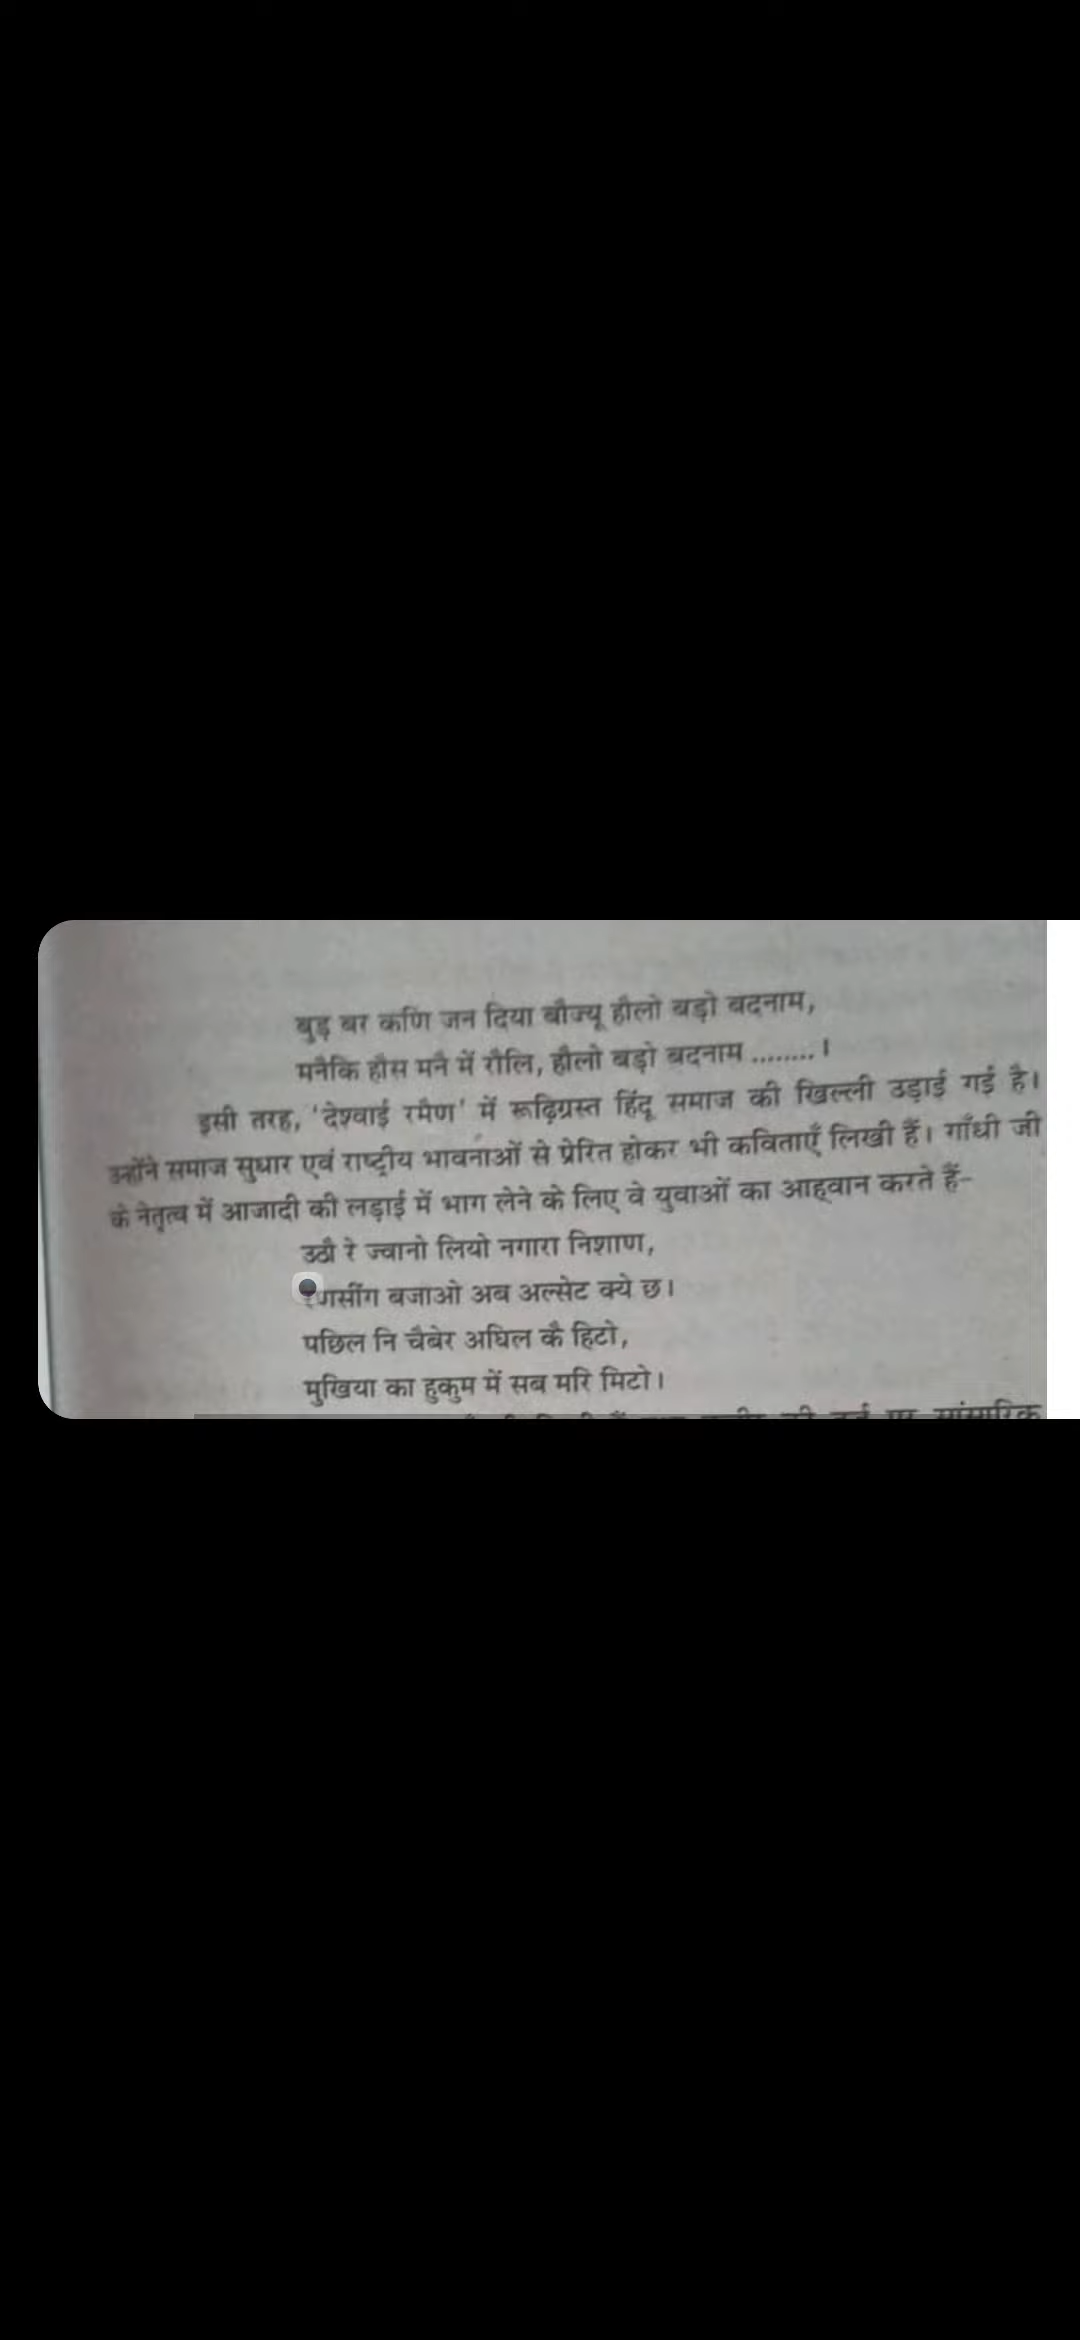 बुड़ बर कणि जन दिया बौज्यू हौलो बड़ो बदनाम,
मनैकि हौस मनै में रौलि, हौलो बड़ो बदनाम ........ ।
इसी तरह, 'देश्वाई रमैण' में रूढ़िग्रस्त हिंदू समाज की खिल्ली उड़ाई गई है।
उन्होंने समाज सुधार एवं राष्ट्रीय भावनाओं से प्रेरित होकर भी कविताएँ लिखी हैं। गाँधी जी
के नेतृत्व में आजादी की लड़ाई में भाग लेने के लिए वे युवाओं का आह्वान करते हैं-
उठौ रे ज्वानो लियो नगारा निशाण,
बजाओ अब अल्सेट क्ये छ।
पछिल नि चैबेर अघिल कै हिटो,
मुखिया का हुकुम में सब मरि मिटो।
पर सांसारिक